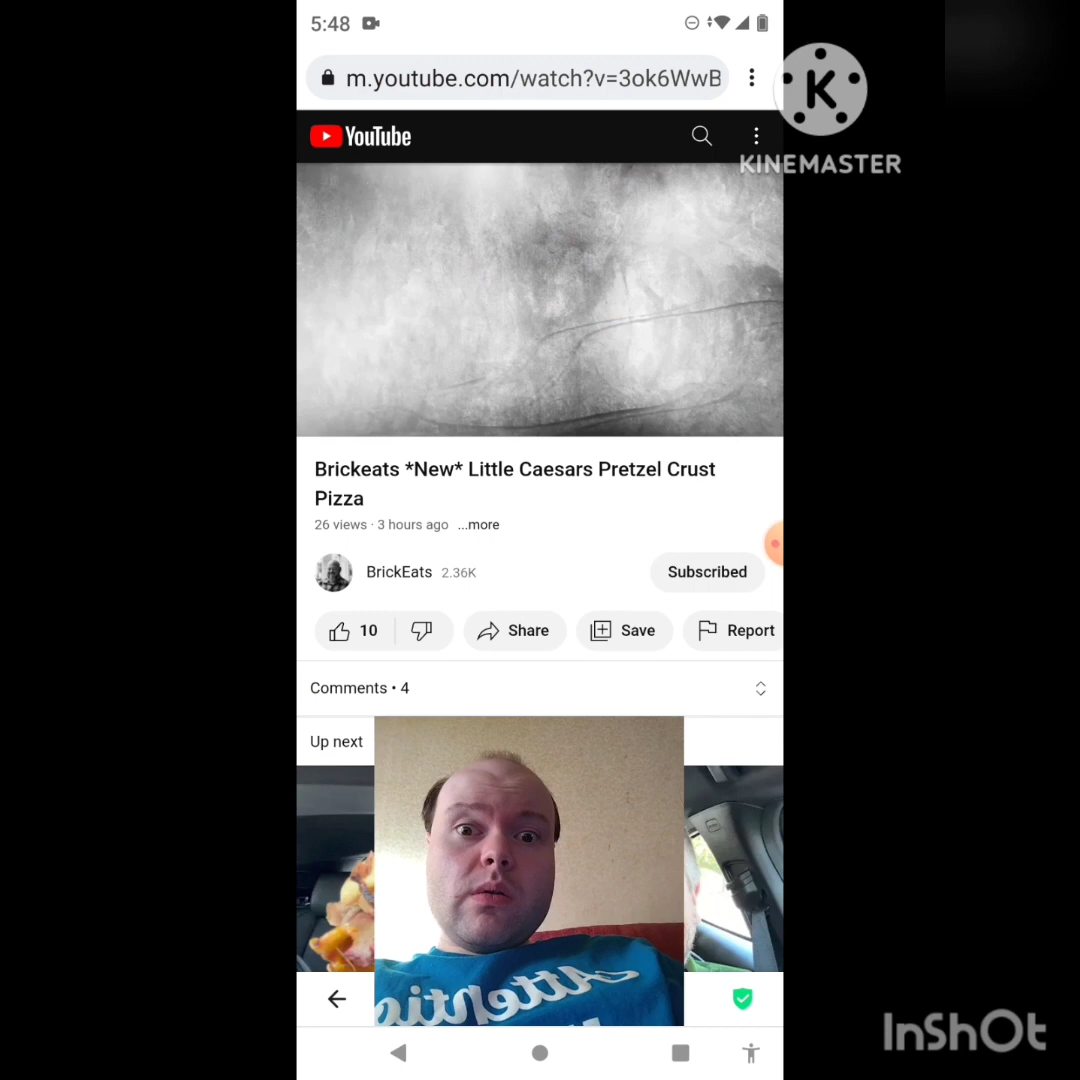 5:48
m.youtube.com/watch?v=3ok6WwB
K
KINEMASTER
YouTube
Brickeats *New* Little Caesars Pretzel Crust
Pizza
26 views · 3 hours ago ...more
BrickEats 2.36K
Subscribed
10
Share
Save
Report
Comments • 4
Up next
Attentio
InShOt